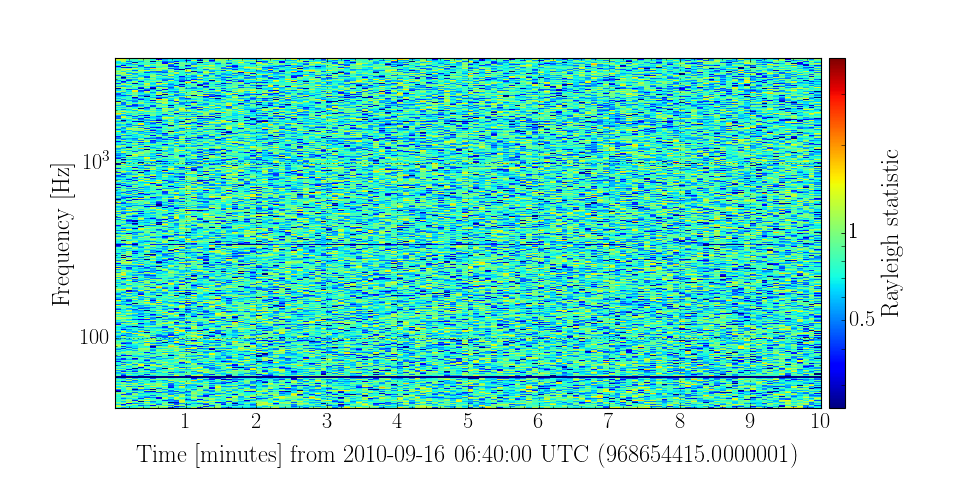 10³
100
Frequency [Hz]
1 2 3 4 5 6 7 8 9 10
Time [minutes] from 2010-09-16 06:40:00 UTC (968654415.0000001)
1
0.5
Rayleigh statistic